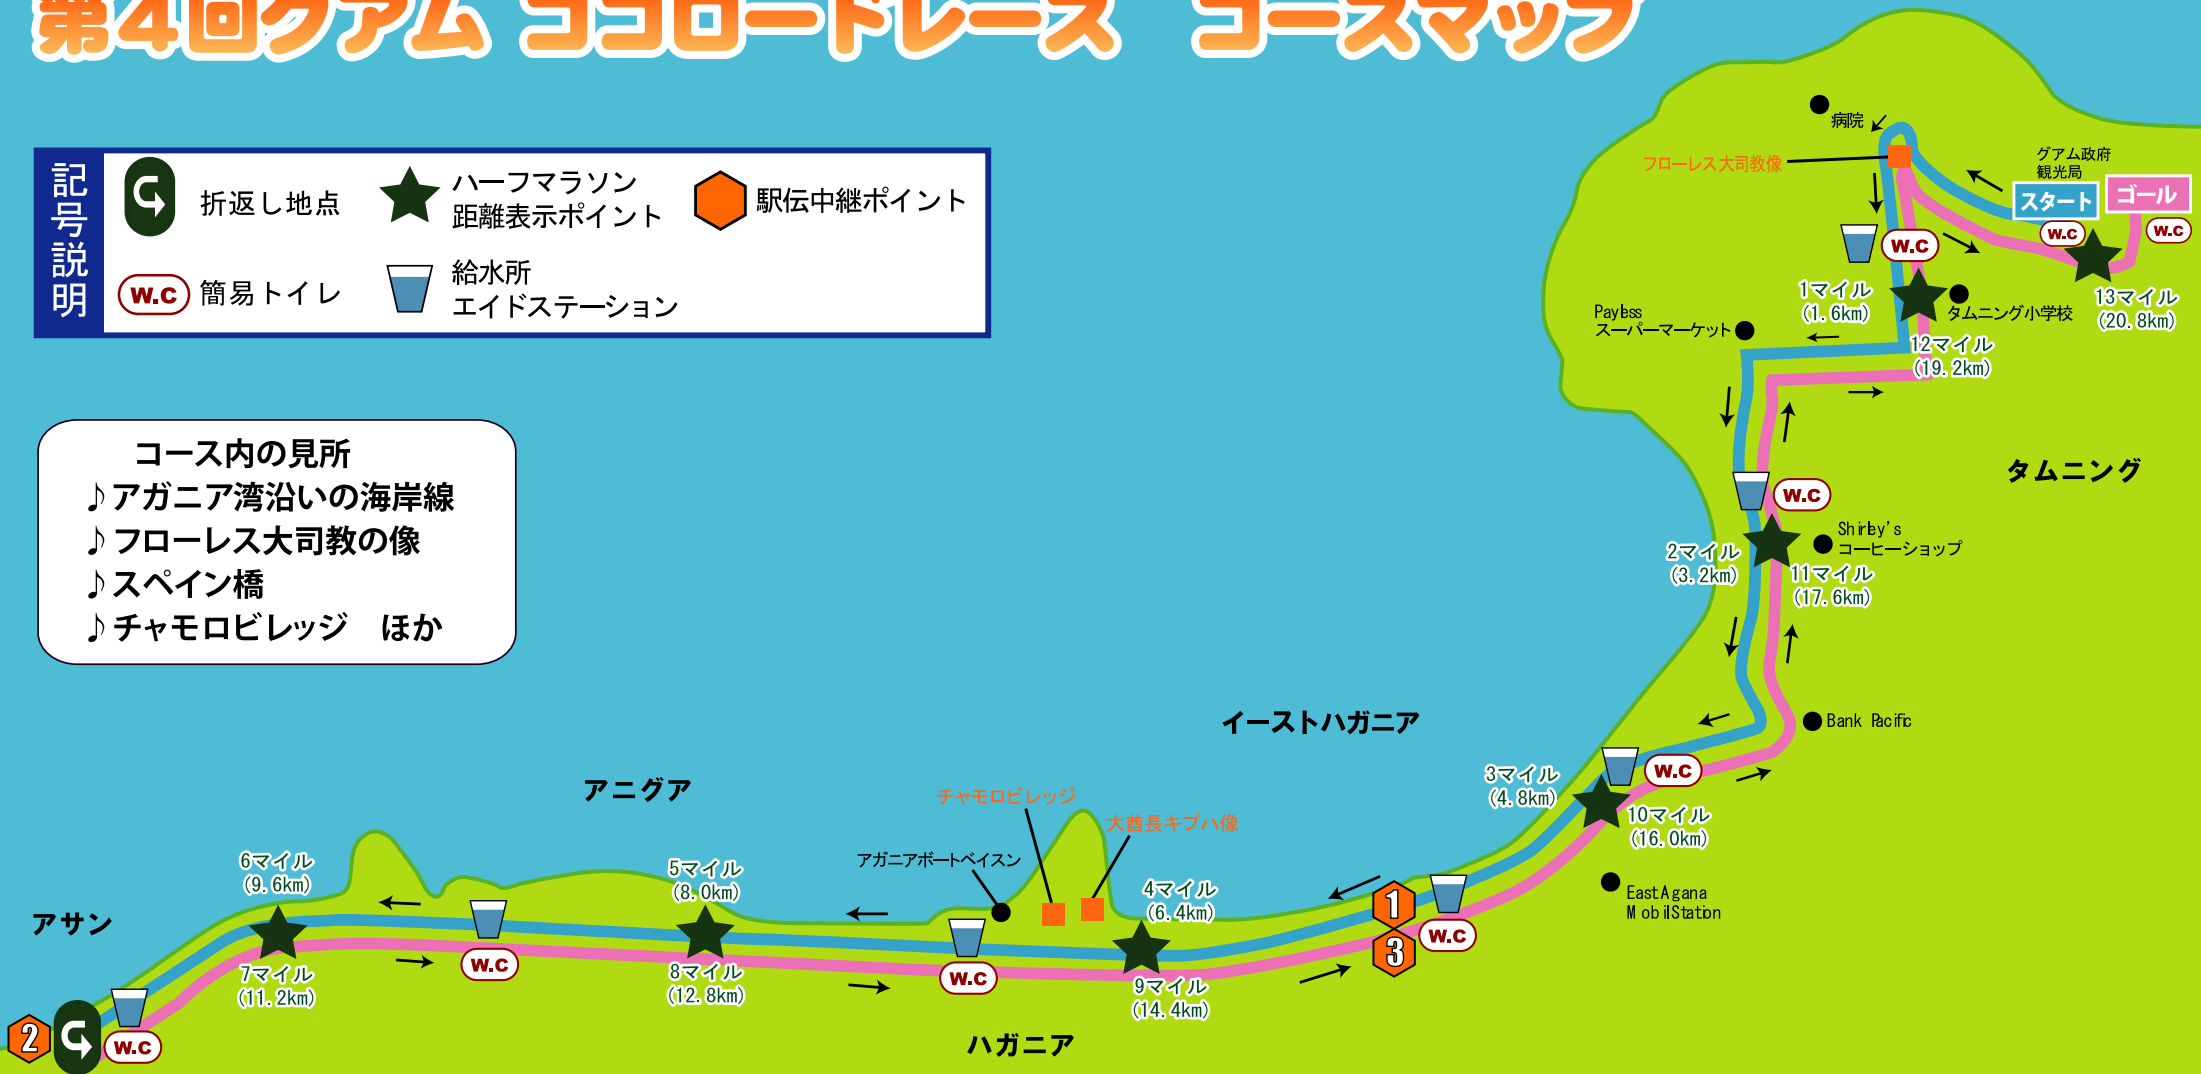 第4回グアム ココロードレース コースマップ
記号説明
折返し地点
ハーフマラソン
距離表示ポイント
駅伝中継ポイント
W.C 簡易トイレ
給水所
エイドステーション
コース内の見所
♪アガニア湾沿いの海岸線
♪フローレス大司教の像
♪スペイン橋
♪チャモロビレッジ ほか
病院
フローレス大司教像
グアム政府
観光局
スタート
ゴール
W.C
W.C
W.C
1マイル
(1.6km)
タムニング小学校
13マイル
(20.8km)
Payless
スーパーマーケット
12マイル
(19.2km)
タムニング
W.C
Shirley's
コーヒーショップ
2マイル
(3.2km)
11マイル
(17.6km)
イーストハガニア
Bank Pacific
3マイル
(4.8km)
W.C
10マイル
(16.0km)
アニグア
チャモロビレッジ
大酋長キプハ像
アガニアボートベイスン
6マイル
(9.6km)
5マイル
(8.0km)
4マイル
(6.4km)
1
3
W.C
East Agana
Mobil Station
アサン
7マイル
(11.2km)
W.C
8マイル
(12.8km)
W.C
9マイル
(14.4km)
2
W.C
ハガニア